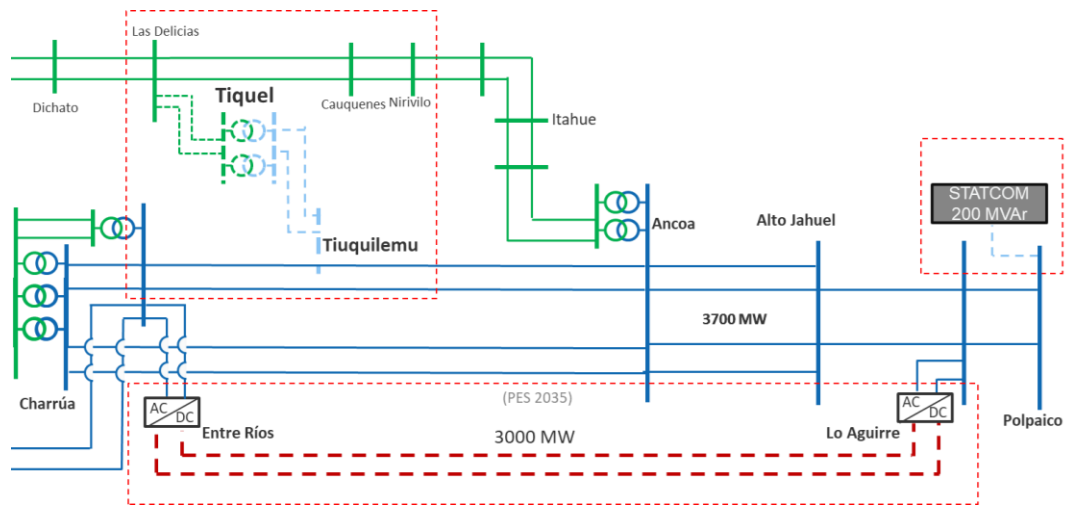 Las Delicias
Dichato
Tiquel
Cauquenes
Nirivilo
Itahue
STATCOM
200 MVAr
Tiuquilemu
Ancoa
Alto Jahuel
3700 MW
Charrúa
AC
DC
Entre Ríos
(PES 2035)
3000 MW
Lo Aguirre
AC
DC
Polpaico